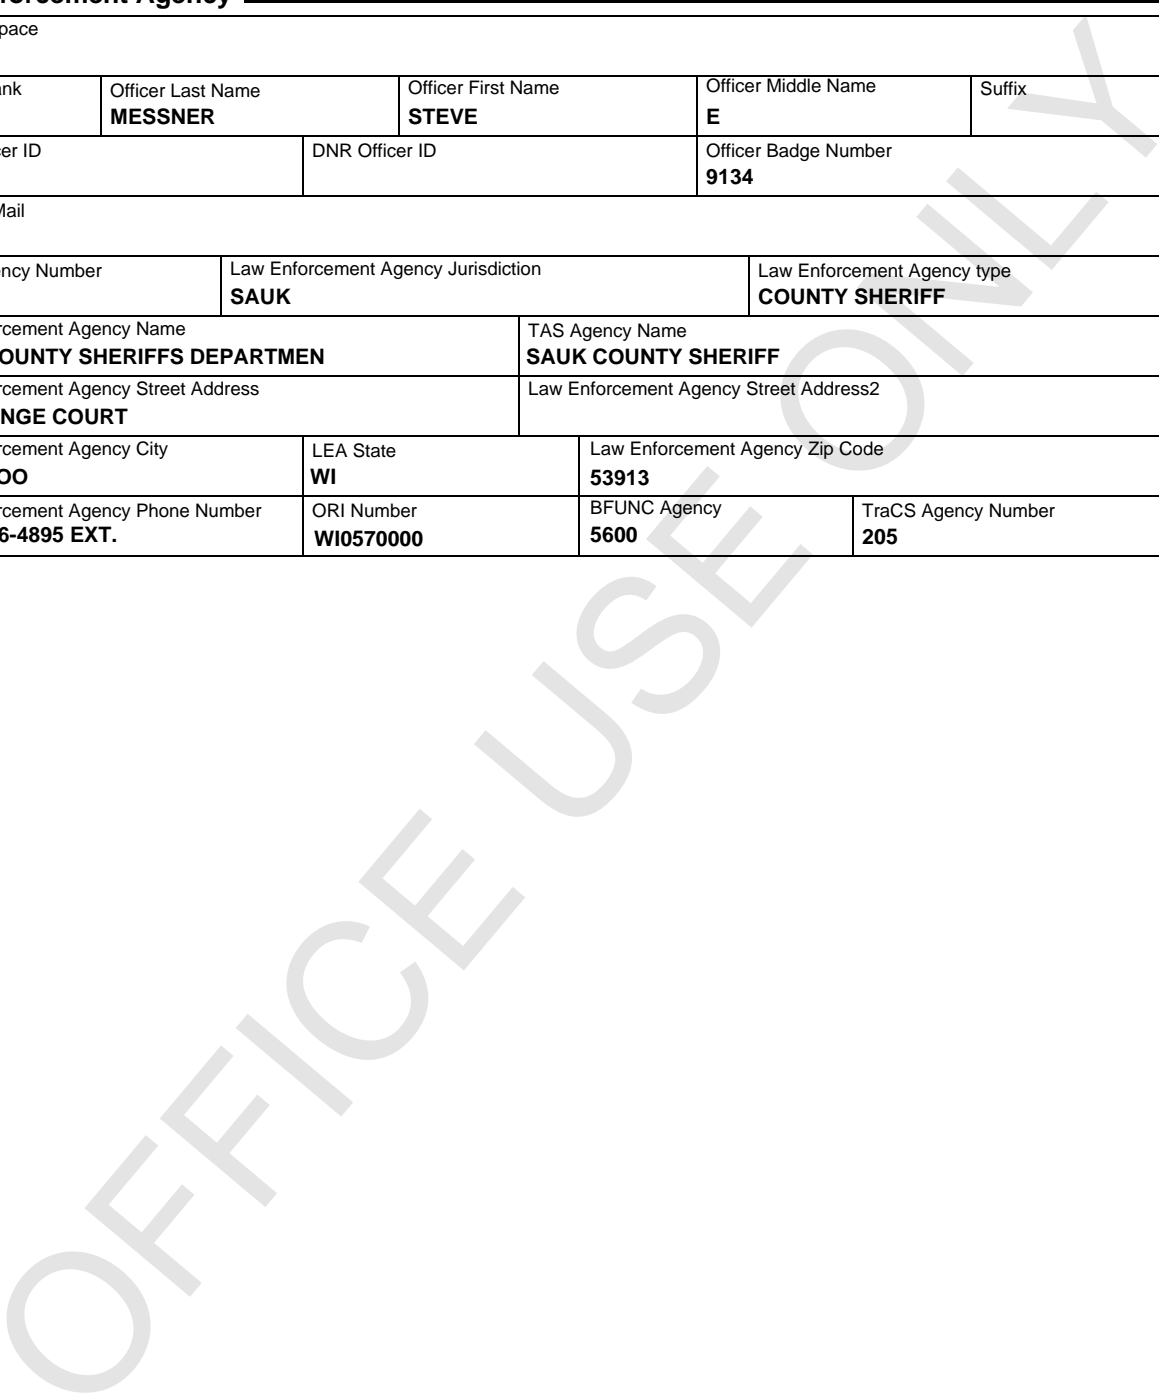 forcement Agency
pace
ank Officer Last Name Officer First Name Officer Middle Name Suffix
MESSNER STEVE E
cer ID DNR Officer ID Officer Badge Number
9134
Mail
ency Number Law Enforcement Agency Jurisdiction Law Enforcement Agency type
SAUK COUNTY SHERIFF
rcement Agency Name TAS Agency Name
OUNTY SHERIFFS DEPARTMEN SAUK COUNTY SHERIFF
rcement Agency Street Address Law Enforcement Agency Street Address2
NGE COURT
rcement Agency City LEA State Law Enforcement Agency Zip Code
OO WI 53913
rcement Agency Phone Number ORI Number BFUNC Agency TraCS Agency Number
6-4895 EXT. WI0570000 5600 205
OFFICE USE ONLY